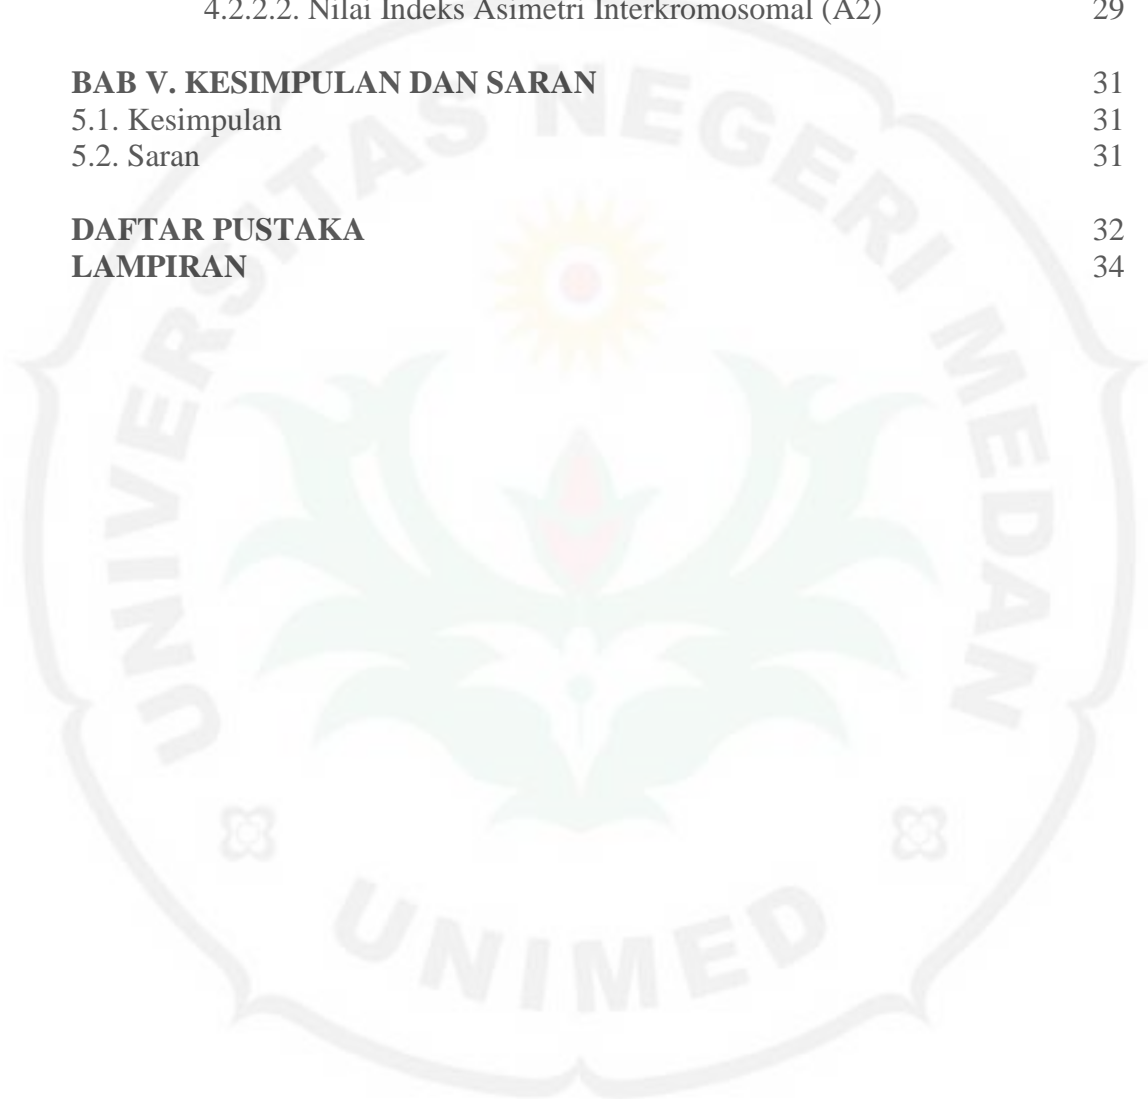 4.2.2.2. Nilai Indeks Asimetri Interkromosomal (A2) 29
BAB V. KESIMPULAN DAN SARAN 31
5.1. Kesimpulan 31
5.2. Saran 31
DAFTAR PUSTAKA 32
LAMPIRAN 34
UNIVERSITAS NEGERI MEDAN
UNIMED